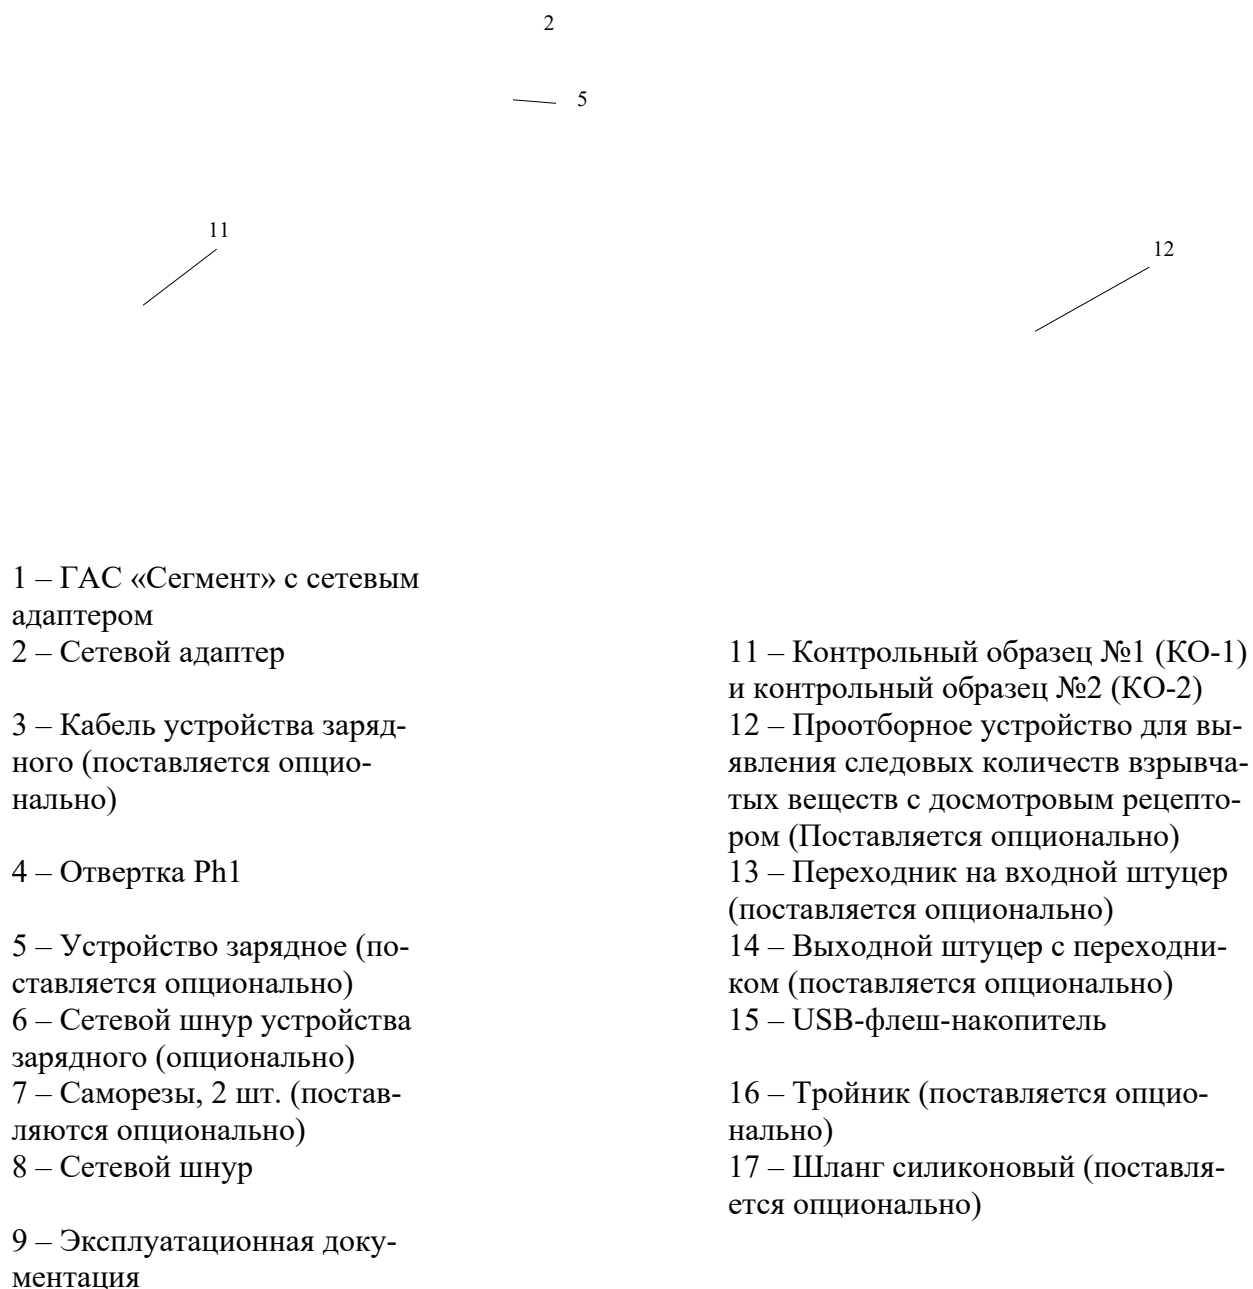 2
5
11
12
1 – ГАС «Сегмент» с сетевым
адаптером
2 – Сетевой адаптер
3 – Кабель устройства заряд-
ного (поставляется опцио-
нально)
4 – Отвертка Ph1
5 – Устройство зарядное (по-
ставляется опционально)
6 – Сетевой шнур устройства
зарядного (опционально)
7 – Саморезы, 2 шт. (постав-
ляются опционально)
8 – Сетевой шнур
9 – Эксплуатационная доку-
ментация
11 – Контрольный образец №1 (КО-1)
и контрольный образец №2 (КО-2)
12 – Проотборное устройство для вы-
явления следовых количеств взрывча-
тых веществ с досмотровым рецепто-
ром (Поставляется опционально)
13 – Переходник на входной штуцер
(поставляется опционально)
14 – Выходной штуцер с переходни-
ком (поставляется опционально)
15 – USB-флеш-накопитель
16 – Тройник (поставляется опцио-
нально)
17 – Шланг силиконовый (поставля-
ется опционально)